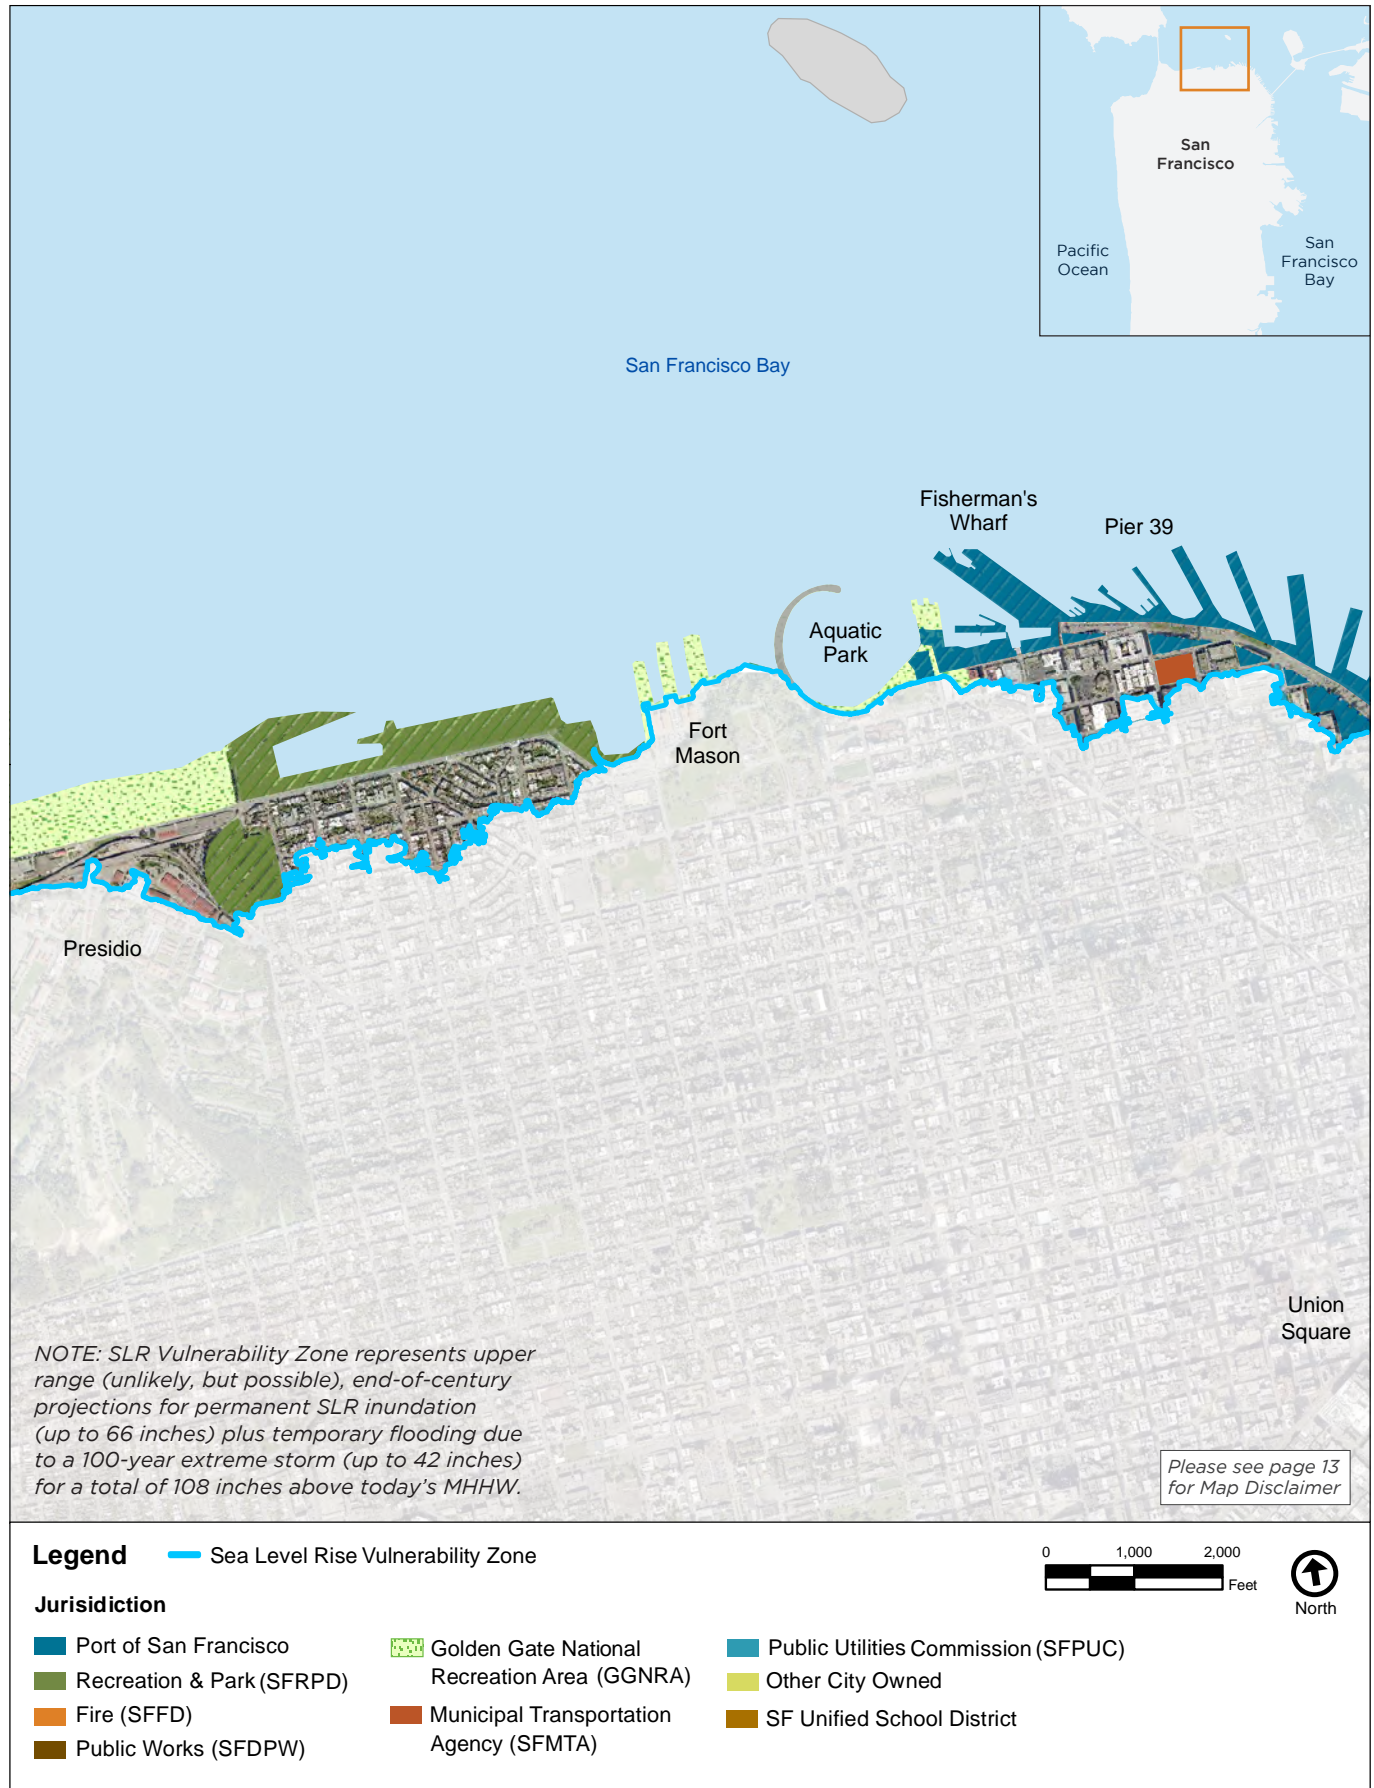 San
Francisco
Pacific
Ocean
San
Francisco
Bay
San Francisco Bay
Fisherman's
Wharf
Pier 39
Aquatic
Park
Fort
Mason
Presidio
Union
Square
NOTE: SLR Vulnerability Zone represents upper
range (unlikely, but possible), end-of-century
projections for permanent SLR inundation
(up to 66 inches) plus temporary flooding due
to a 100-year extreme storm (up to 42 inches)
for a total of 108 inches above today's MHHW.
Please see page 13
for Map Disclaimer
Legend
Sea Level Rise Vulnerability Zone
0 1,000 2,000
Feet
North
Jurisidiction
Port of San Francisco
Recreation & Park (SFRPD)
Fire (SFFD)
Public Works (SFDPW)
Golden Gate National
Recreation Area (GGNRA)
Municipal Transportation
Agency (SFMTA)
Public Utilities Commission (SFPUC)
Other City Owned
SF Unified School District